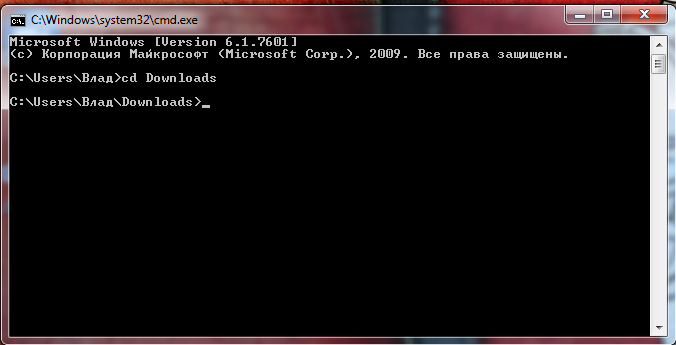 C:\Windows\system32\cmd.exe
Microsoft Windows [Version 6.1.7601]
(c) Корпорация Майкрософт (Microsoft Corp.), 2009. Все права защищены.
C:\Users\Влад>cd Downloads
C:\Users\Влад\Downloads>_